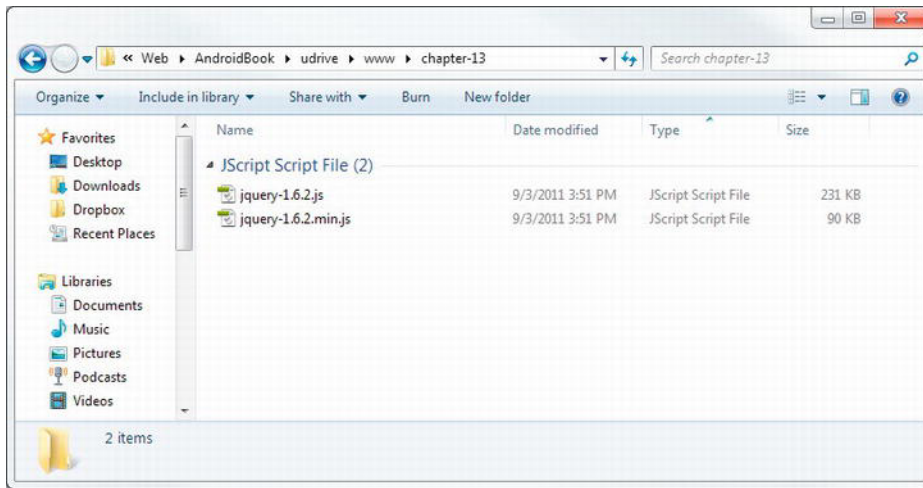 « Web ▸ AndroidBook ▸ udrive ▸ www ▸ chapter-13 Search chapter-13
Organize Include in library Share with Burn New folder
Favorites
Desktop
Downloads
Dropbox
Recent Places
Libraries
Documents
Music
Pictures
Podcasts
Videos
Name Date modified Type Size
JScript Script File (2)
jquery-1.6.2.js 9/3/2011 3:51 PM JScript Script File 231 KB
jquery-1.6.2.min.js 9/3/2011 3:51 PM JScript Script File 90 KB
2 items